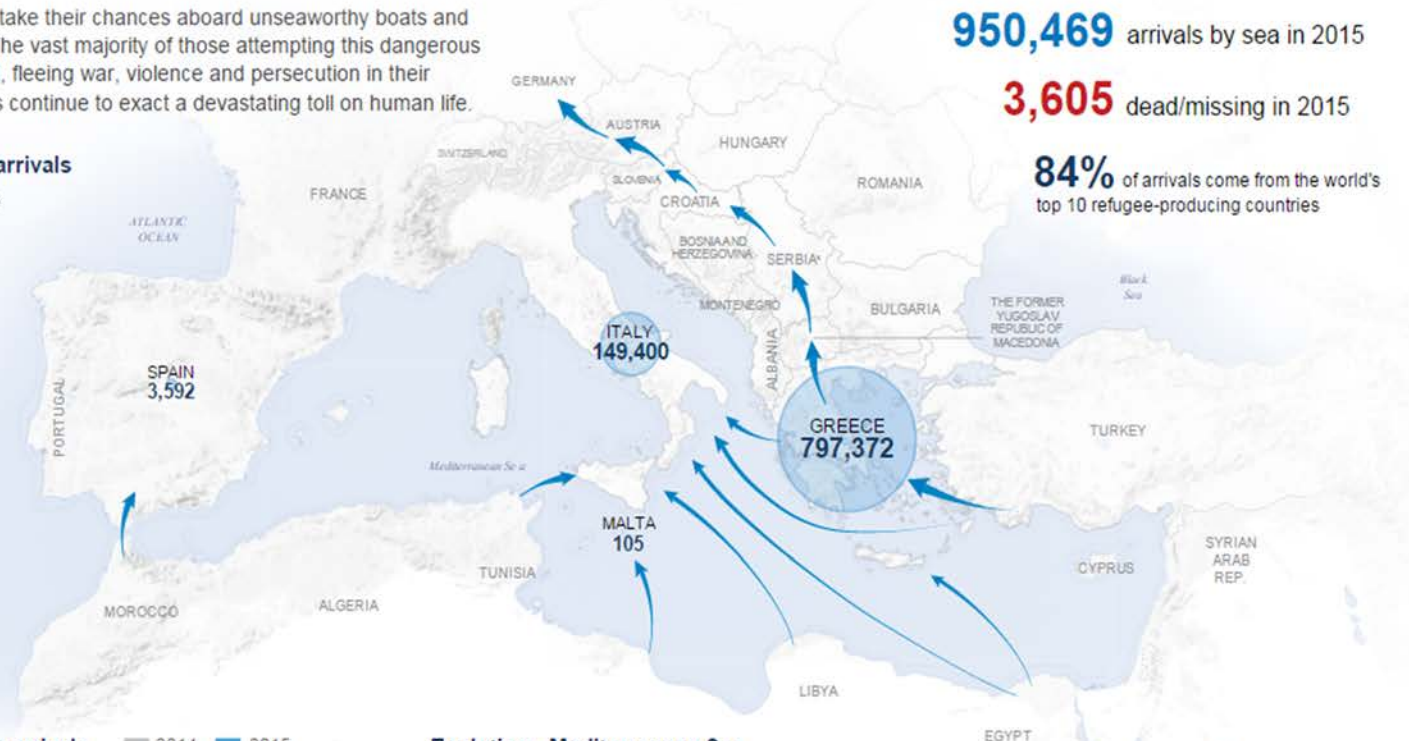 take their chances aboard unseaworthy boats and
he vast majority of those attempting this dangerous
, fleeing war, violence and persecution in their
s continue to exact a devastating toll on human life.
arrivals
950,469 arrivals by sea in 2015
3,605 dead/missing in 2015
84% of arrivals come from the world's
top 10 refugee-producing countries
GERMANY
AUSTRIA
HUNGARY
SWITZERLAND
SLOVENIA
ROMANIA
FRANCE
CROATIA
ATLANTIC
OCEAN
BOSNIA AND
HERZEGOVINA
SERBIA
Black
Sea
MONTENEGRO
BULGARIA
THE FORMER
YUGOSLAV
REPUBLIC OF
MACEDONIA
ITALY
149,400
ALBANIA
SPAIN
3,592
PORTUGAL
GREECE
797,372
TURKEY
Mediterranean Sea
MALTA
105
SYRIAN
ARAB
REP.
CYPRUS
TUNISIA
ALGERIA
MOROCCO
LIBYA
EGYPT
2014 2015